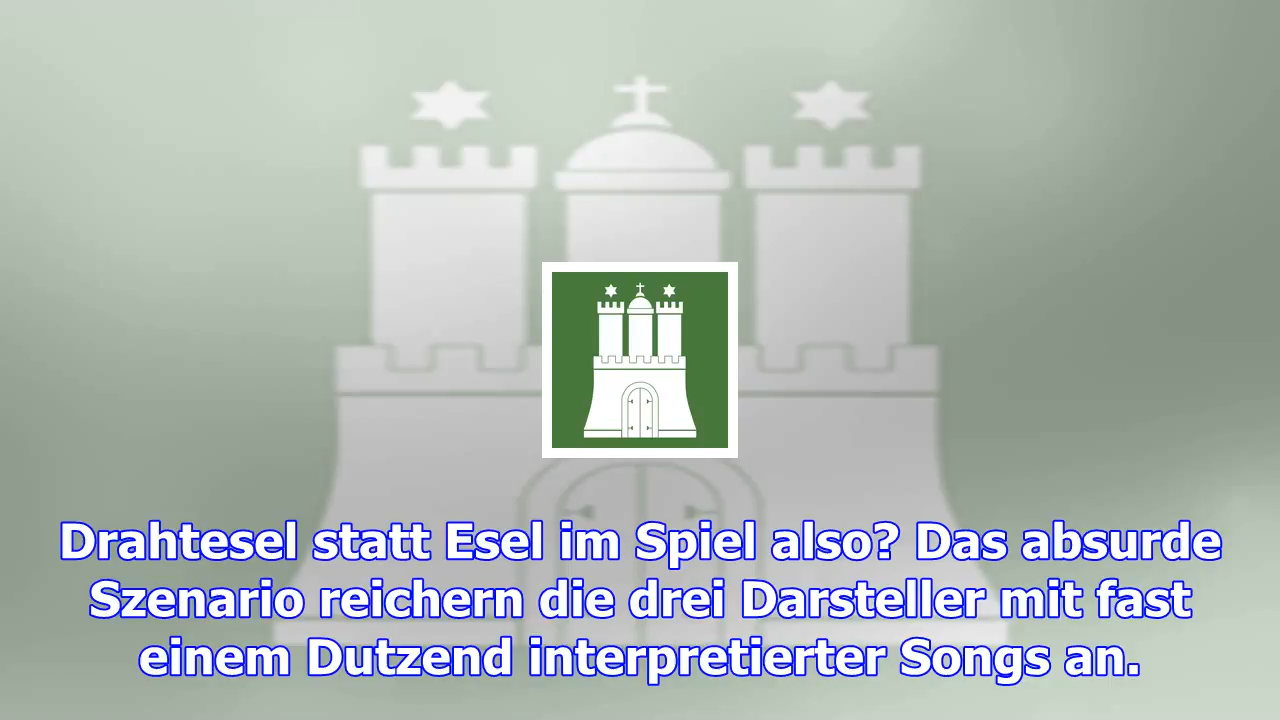 Drahtesel statt Esel im Spiel also? Das absurde
Szenario reichern die drei Darsteller mit fast
einem Dutzend interpretierter Songs an.